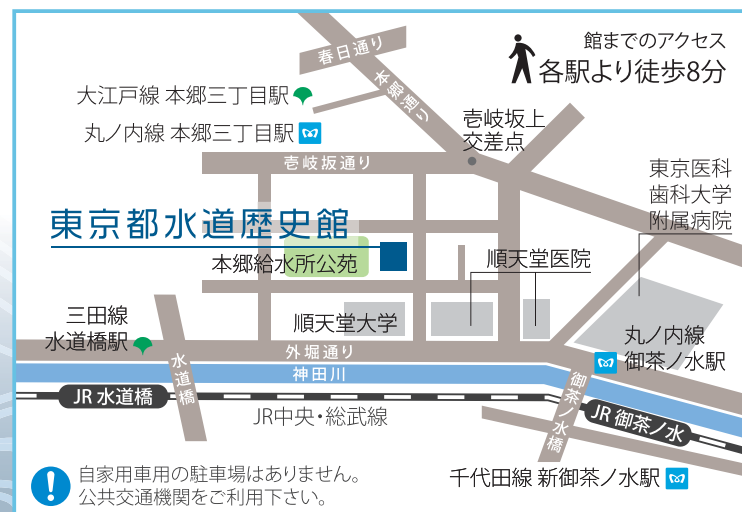 春日通り
館までのアクセス
各駅より徒歩8分
大江戸線 本郷三丁目駅
本郷通り
丸ノ内線 本郷三丁目駅
壱岐坂上
交差点
壱岐坂通り
東京医科
歯科大学
附属病院
東京都水道歴史館
本郷給水所公苑
順天堂医院
三田線
水道橋駅
順天堂大学
丸ノ内線
御茶ノ水駅
外堀通り
神田川
水道橋
御茶ノ水橋
JR 水道橋
JR中央・総武線
JR 御茶ノ水
千代田線 新御茶ノ水駅
自家用車用の駐車場はありません。
公共交通機関をご利用下さい。